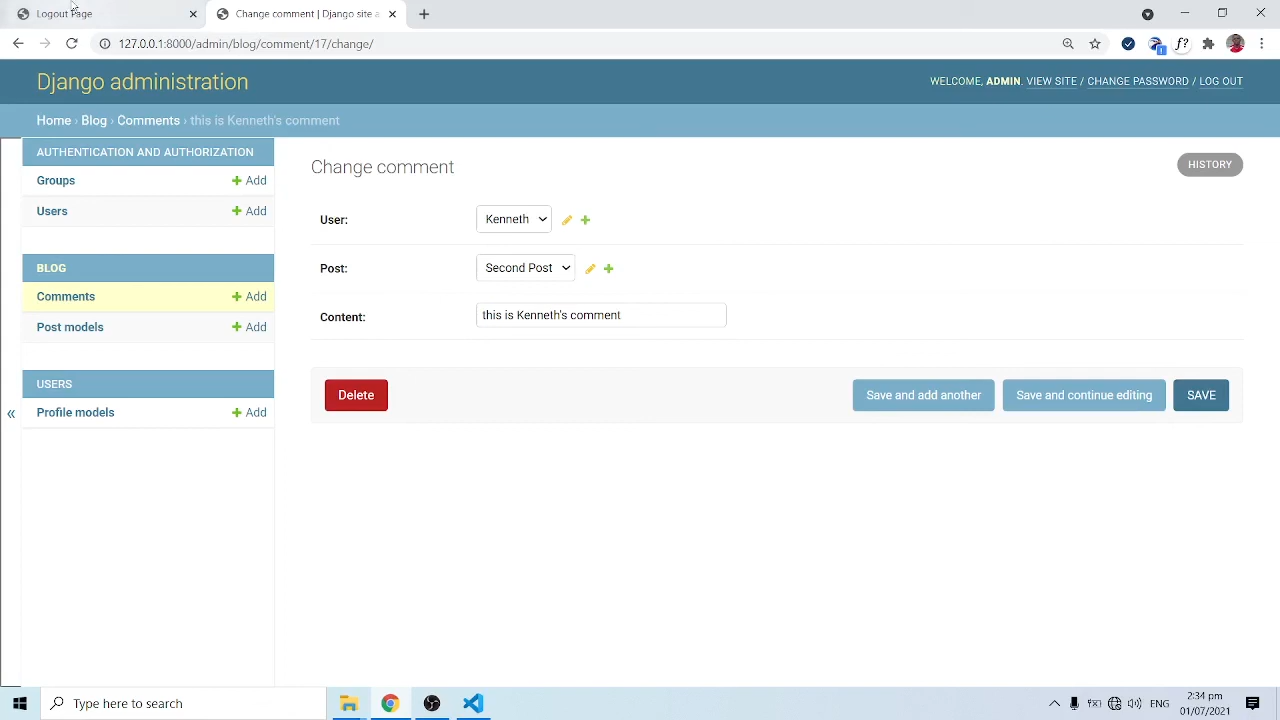 Logout Page
Change comment | Django site a
127.0.0.1:8000/admin/blog/comment/17/change/
Django administration
WELCOME, ADMIN. VIEW SITE / CHANGE PASSWORD / LOG OUT
Home › Blog › Comments › this is Kenneth's comment
AUTHENTICATION AND AUTHORIZATION
Groups
Add
Users
Add
BLOG
Comments
Add
Post models
Add
USERS
Profile models
Add
«
Change comment
HISTORY
User:
Kenneth
Post:
Second Post
Content:
this is Kenneth's comment
Delete
Save and add another
Save and continue editing
SAVE
Type here to search
ENG
2:34 pm
01/07/2021